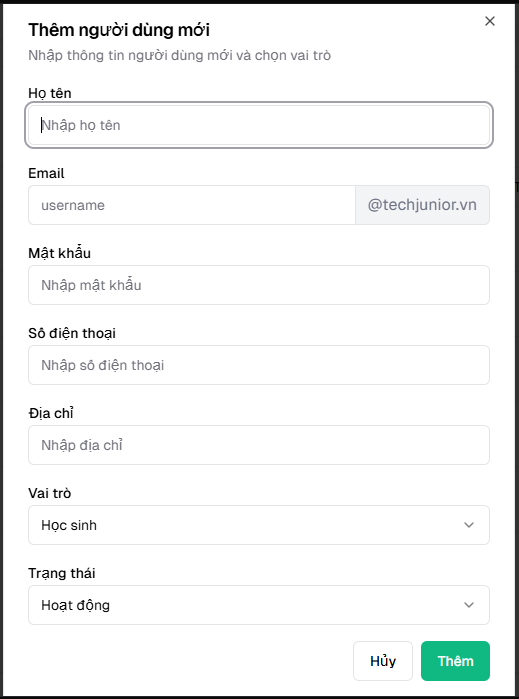 Thêm người dùng mới
Nhập thông tin người dùng mới và chọn vai trò
Họ tên
Nhập họ tên
Email
username @techjunior.vn
Mật khẩu
Nhập mật khẩu
Số điện thoại
Nhập số điện thoại
Địa chỉ
Nhập địa chỉ
Vai trò
Học sinh
Trạng thái
Hoạt động
Hủy Thêm